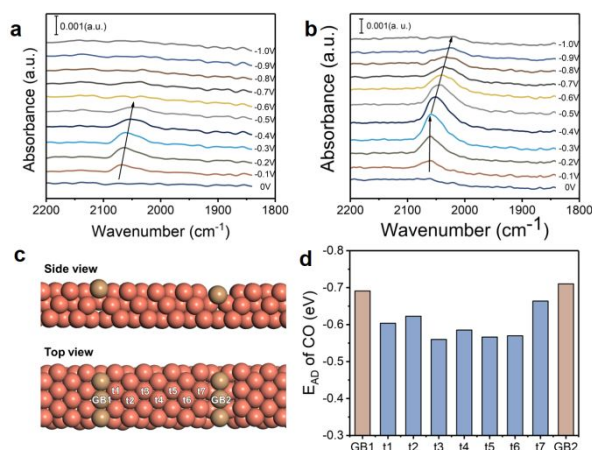 a
0.001(a.u.)
Absorbance (a.u.)
-1.0V
-0.9V
-0.8V
-0.7V
-0.6V
-0.5V
-0.4V
-0.3V
-0.2V
-0.1V
0V
2200 2100 2000 1900 1800
Wavenumber (cm⁻¹)
b
0.001(a.u.)
Absorbance (a.u.)
-1.0V
-0.9V
-0.8V
-0.7V
-0.6V
-0.5V
-0.4V
-0.3V
-0.2V
-0.1V
0V
2200 2100 2000 1900 1800
Wavenumber (cm⁻¹)
c
Side view
Top view
GB1 t1 t2 t3 t4 t5 t6 t7 GB2
d
E_AD of CO (eV)
-0.8
-0.7
-0.6
-0.5
-0.4
-0.3
GB1 t1 t2 t3 t4 t5 t6 t7 GB2